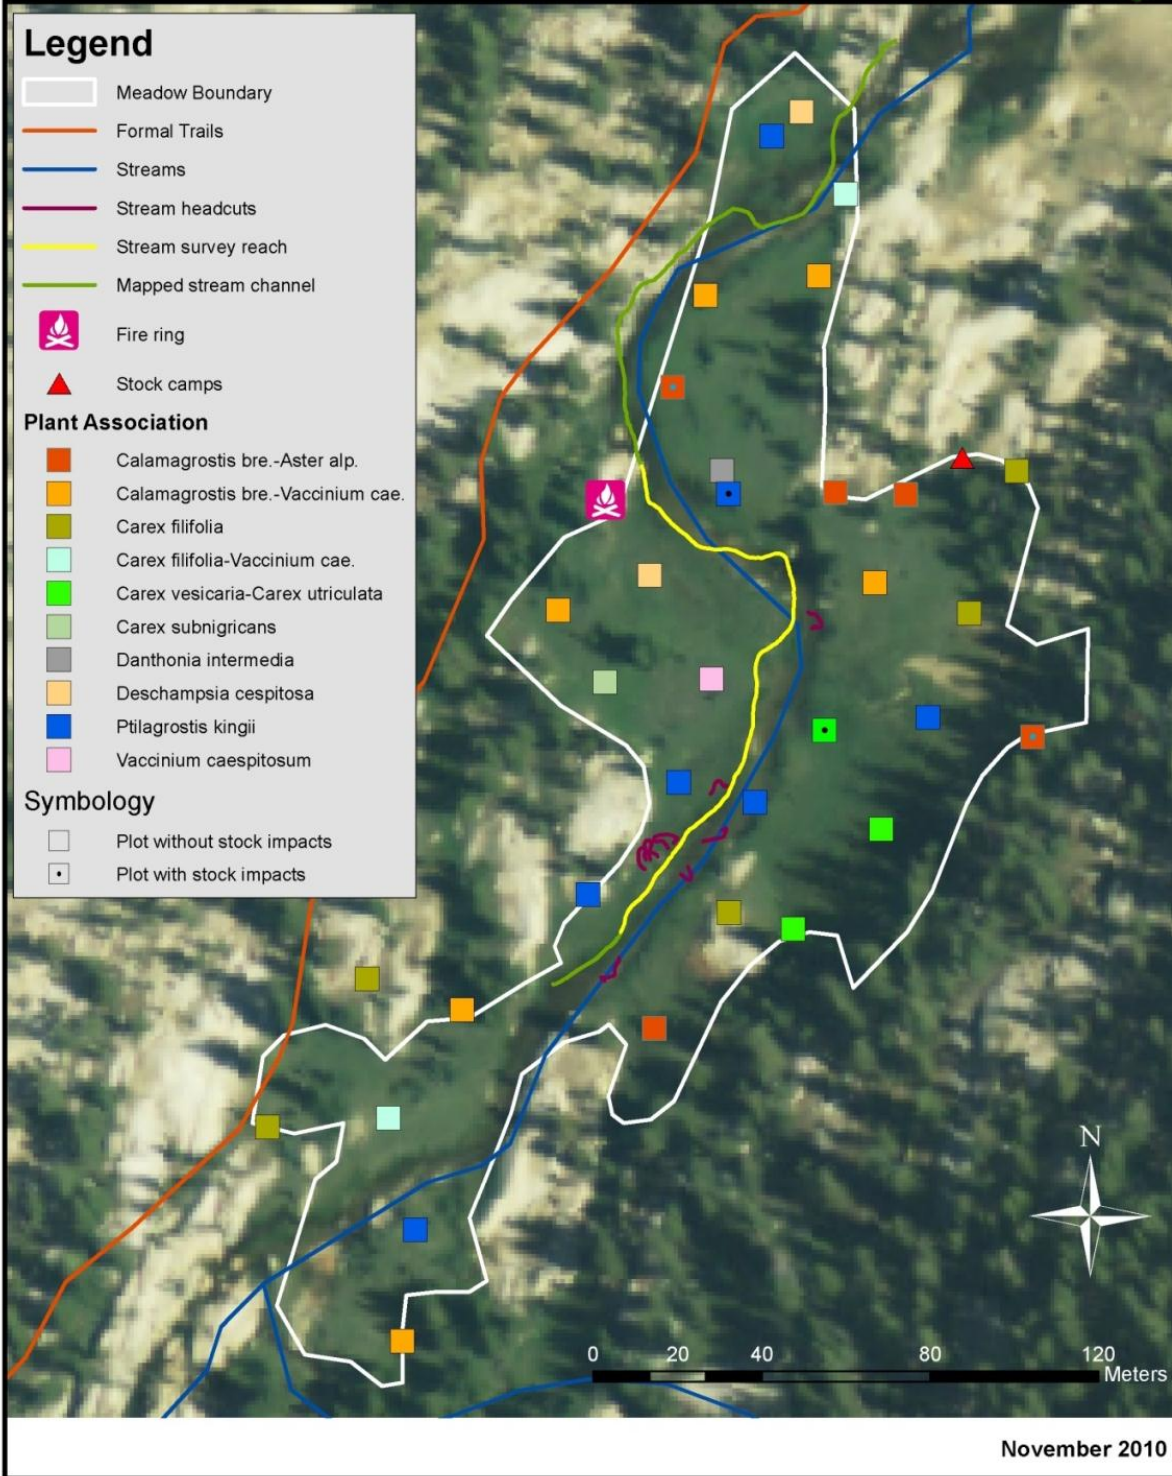 Legend
Meadow Boundary
Formal Trails
Streams
Stream headcuts
Stream survey reach
Mapped stream channel
Fire ring
Stock camps
Plant Association
Calamagrostis bre.-Aster alp.
Calamagrostis bre.-Vaccinium cae.
Carex filifolia
Carex filifolia-Vaccinium cae.
Carex vesicaria-Carex utriculata
Carex subnigricans
Danthonia intermedia
Deschampsia cespitosa
Ptilagrostis kingii
Vaccinium caespitosum
Symbology
Plot without stock impacts
Plot with stock impacts
N
0 20 40 80 120
Meters
November 2010